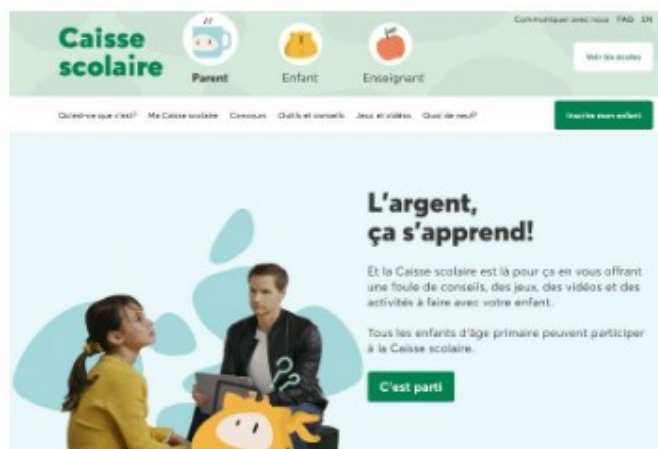 Communiquer avec nous FAQ EN
Caisse
scolaire
Parent Enfant Enseignant
Voir les écoles
Qu'est-ce que c'est? Ma Caisse scolaire Concours Outils et conseils Jeux et vidéos Quoi de neuf?
Inscrire mon enfant
L'argent,
ça s'apprend!
Et la Caisse scolaire est là pour ça en vous offrant
une foule de conseils, des jeux, des vidéos et des
activités à faire avec votre enfant.
Tous les enfants d'âge primaire peuvent participer
à la Caisse scolaire.
C'est parti